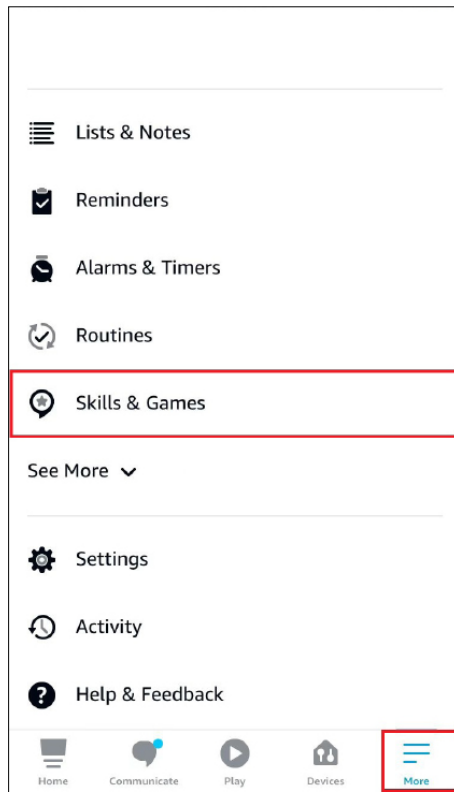 Lists & Notes
Reminders
Alarms & Timers
Routines
Skills & Games
See More
Settings
Activity
Help & Feedback
Home Communicate Play Devices More